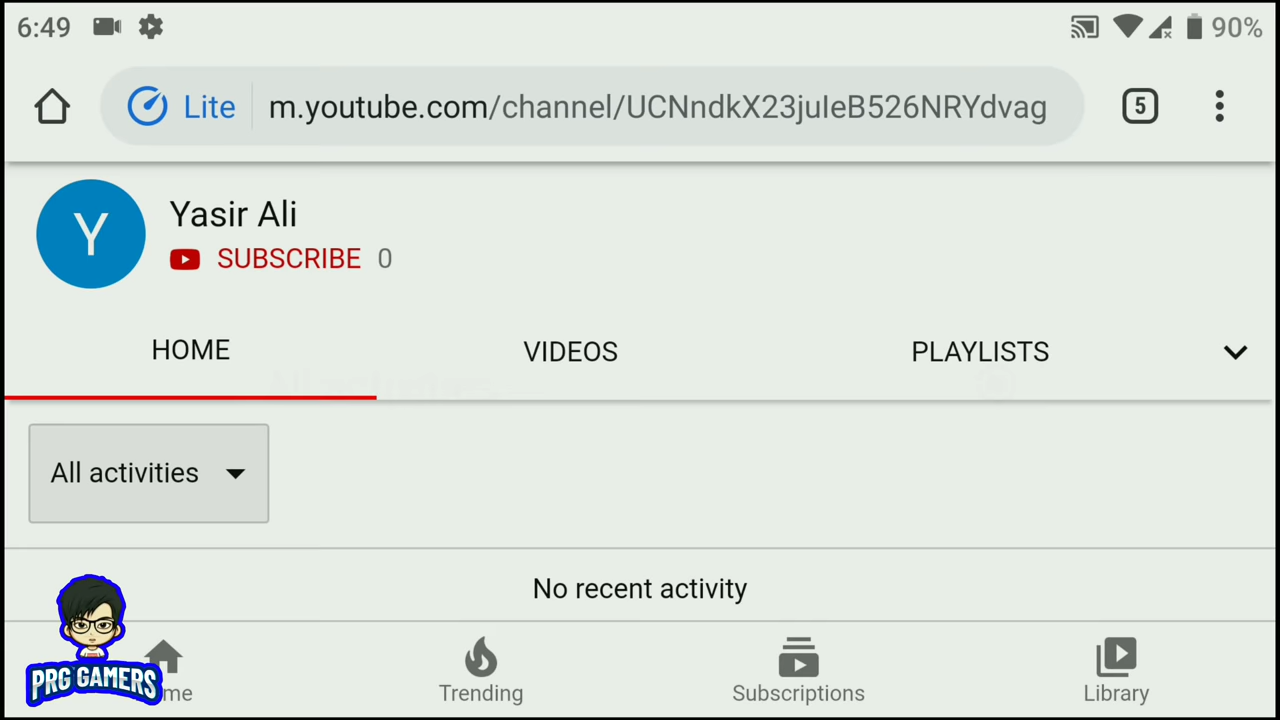 6:49 90%
Lite m.youtube.com/channel/UCNndkX23juIeB526NRYdvag 5
Y
Yasir Ali
SUBSCRIBE 0
HOME VIDEOS PLAYLISTS
All activities
No recent activity
PRG GAMERS
me Trending Subscriptions Library